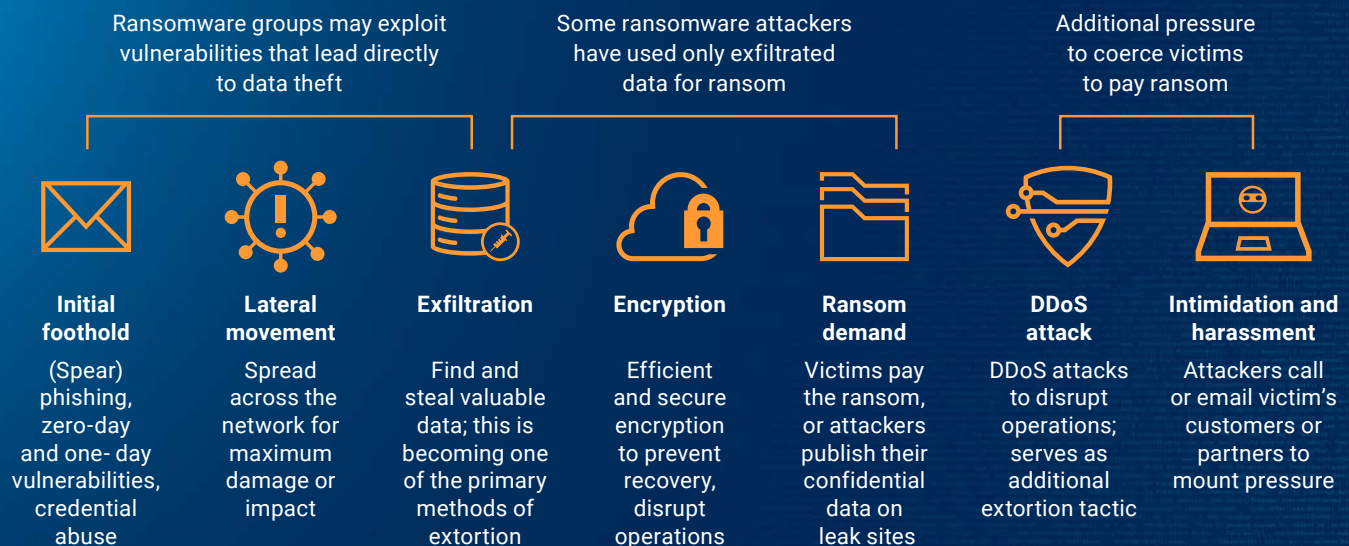 Ransomware groups may exploit
vulnerabilities that lead directly
to data theft
Some ransomware attackers
have used only exfiltrated
data for ransom
Additional pressure
to coerce victims
to pay ransom
Initial
foothold
(Spear)
phishing,
zero-day
and one- day
vulnerabilities,
credential
abuse
Lateral
movement
Spread
across the
network for
maximum
damage or
impact
Exfiltration
Find and
steal valuable
data; this is
becoming one
of the primary
methods of
extortion
Encryption
Efficient
and secure
encryption
to prevent
recovery,
disrupt
operations
Ransom
demand
Victims pay
the ransom,
or attackers
publish their
confidential
data on
leak sites
DDoS
attack
DDoS attacks
to disrupt
operations;
serves as
additional
extortion tactic
Intimidation and
harassment
Attackers call
or email victim's
customers or
partners to
mount pressure